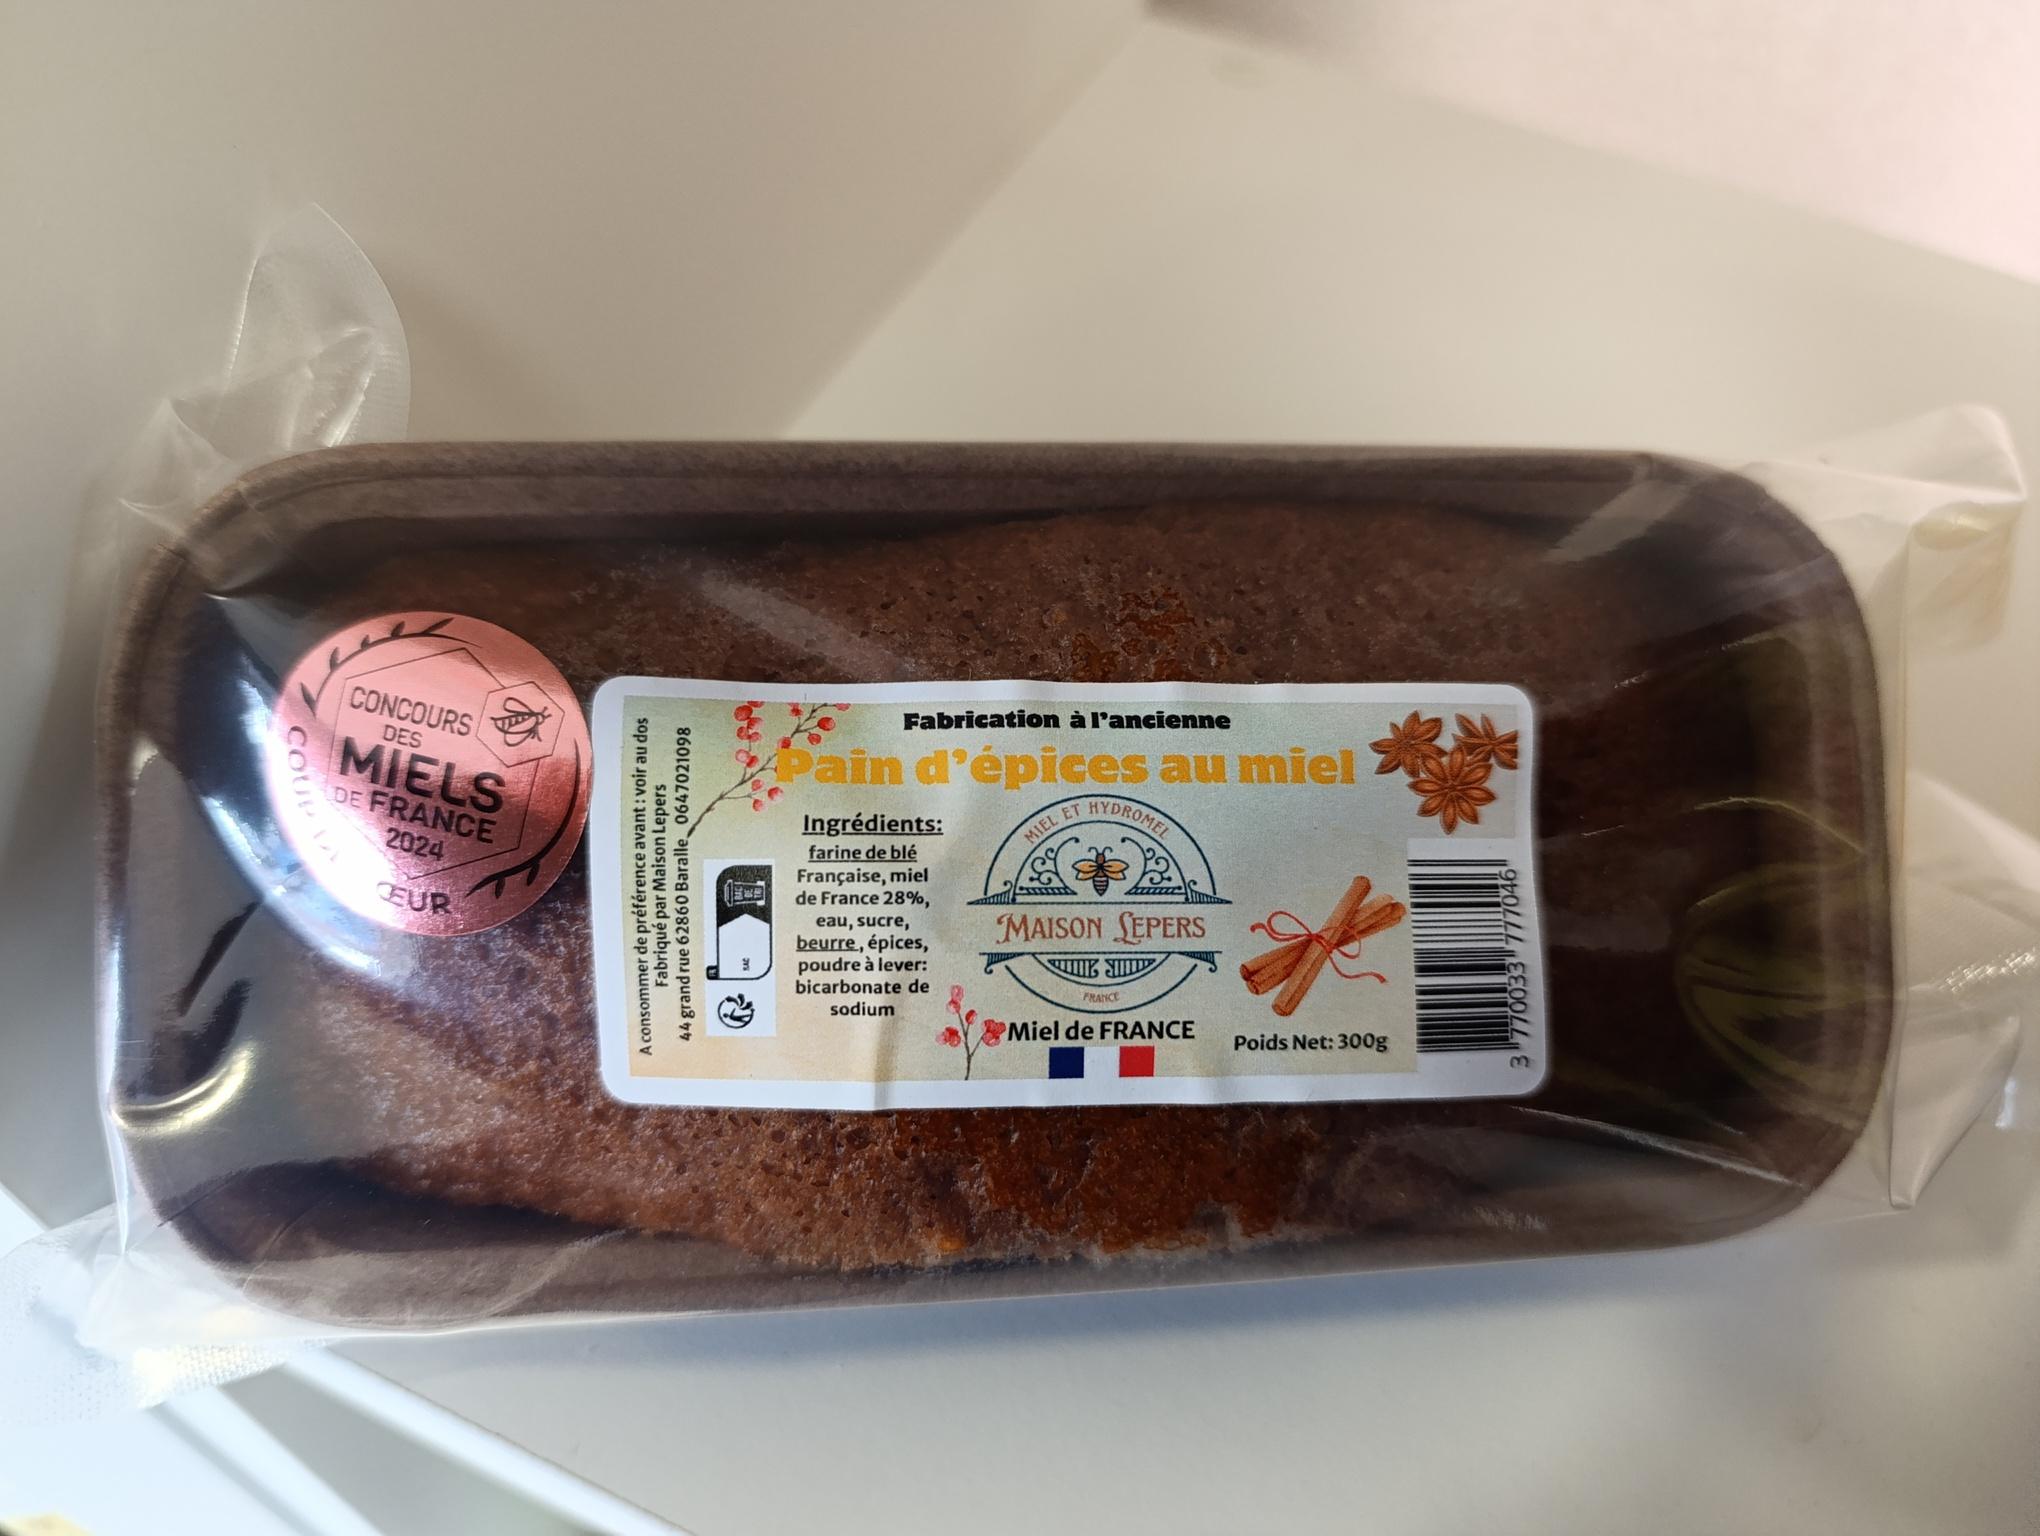 CONCOURS
DES
MIELS
DE FRANCE
2024
ŒUR
A consommer de préférence avant : voir au dos
Fabriqué par Maison Lepers
44 grand rue 62860 Baralle 0647021098
Fabrication à l'ancienne
Pain d'épices au miel
Ingrédients:
farine de blé
Française, miel
de France 28%,
eau, sucre,
beurre, épices,
poudre à lever:
bicarbonate de
sodium
FR
SAC
MIEL ET HYDROMEL
MAISON LEPERS
FRANCE
Miel de FRANCE
Poids Net: 300g
3 770033 777046